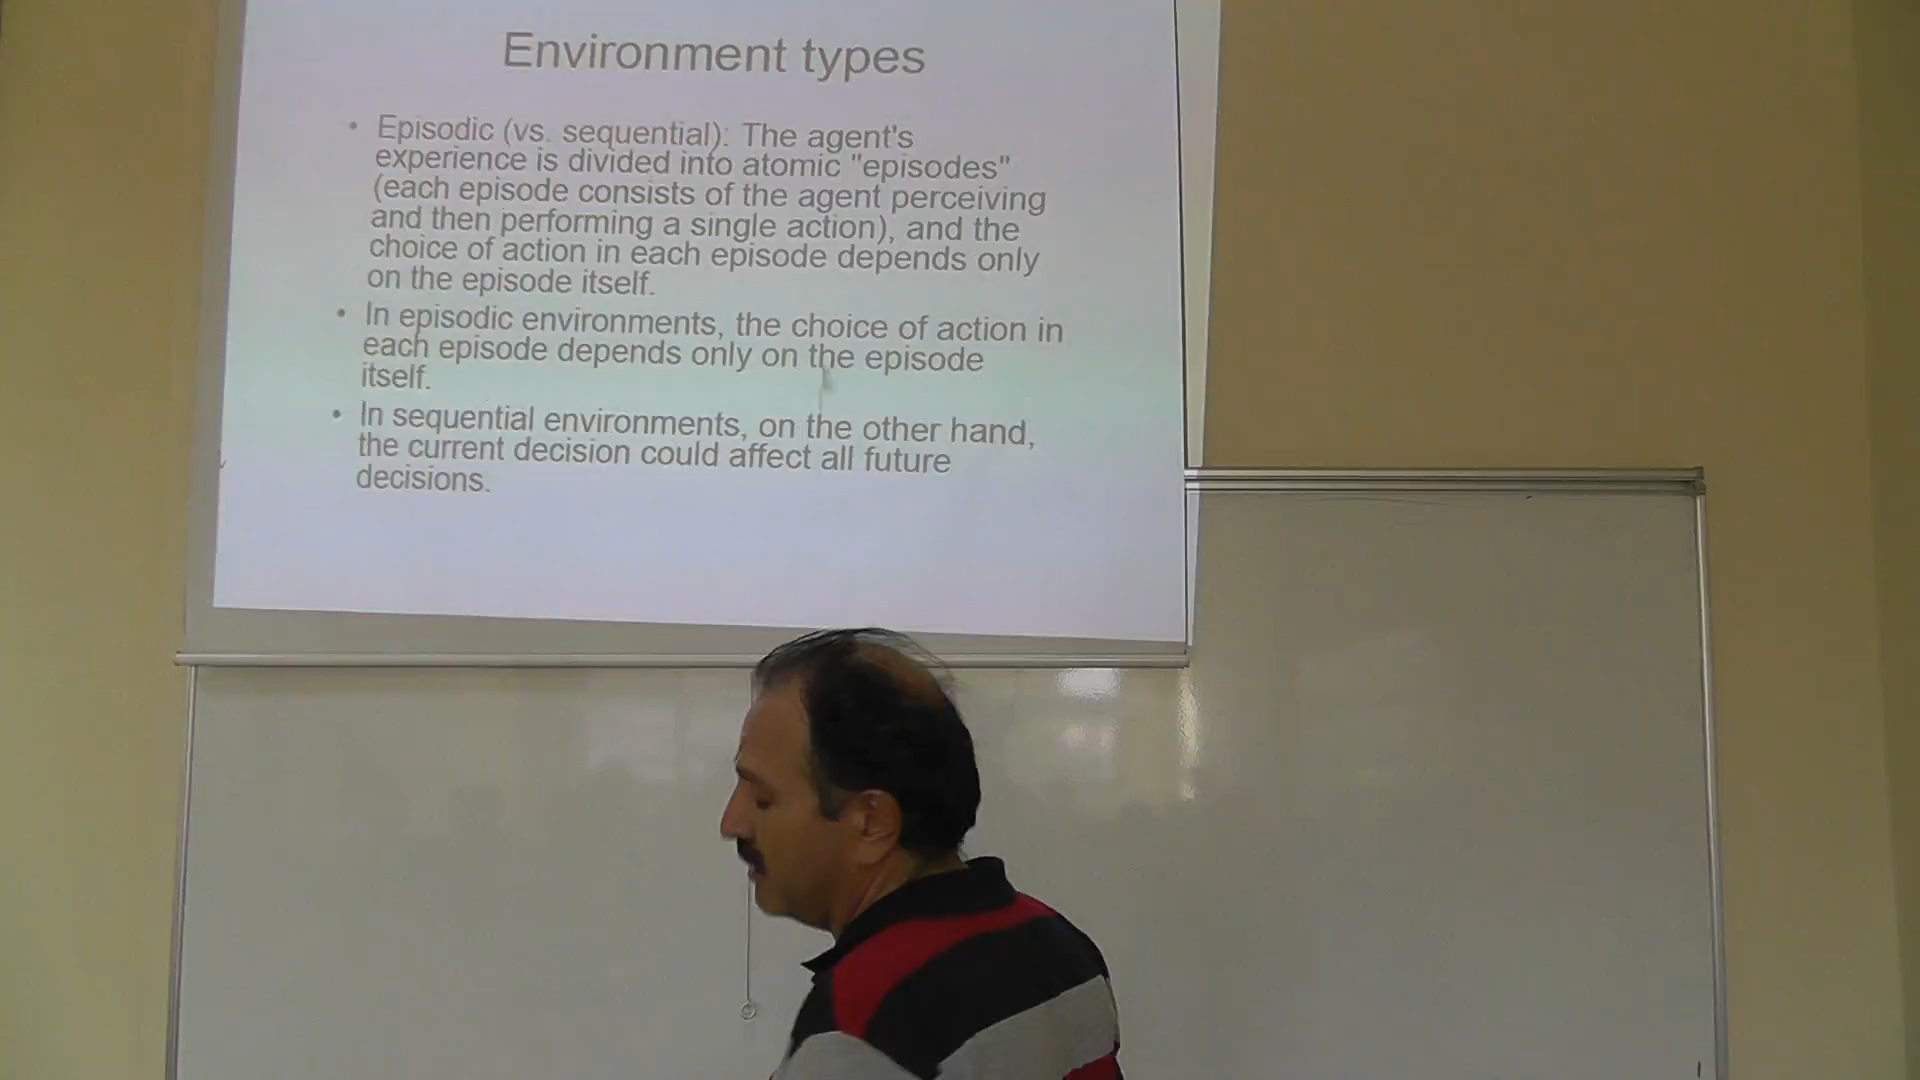 Environment types
• Episodic (vs. sequential): The agent's
experience is divided into atomic "episodes"
(each episode consists of the agent perceiving
and then performing a single action), and the
choice of action in each episode depends only
on the episode itself.
• In episodic environments, the choice of action in
each episode depends only on the episode
itself.
• In sequential environments, on the other hand,
the current decision could affect all future
decisions.